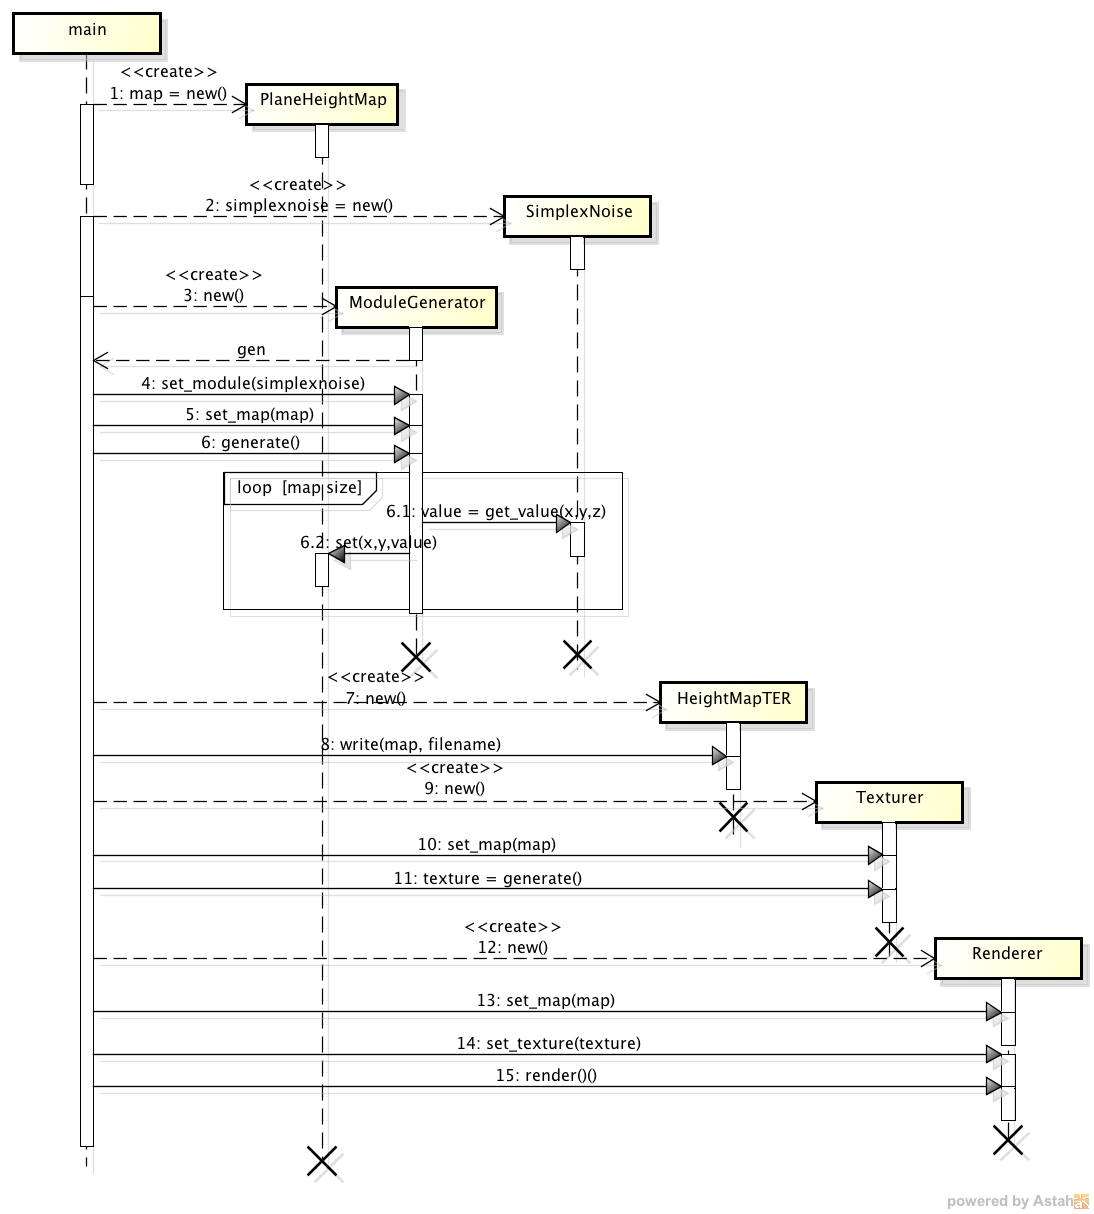 main
<<create>>
1: map = new()
PlaneHeightMap
<<create>>
2: simplexnoise = new()
SimplexNoise
<<create>>
3: new()
ModuleGenerator
gen
4: set_module(simplexnoise)
5: set_map(map)
6: generate()
loop [map size]
6.1: value = get_value(x,y,z)
6.2: set(x,y,value)
<<create>>
7: new()
HeightMapTER
8: write(map, filename)
<<create>>
9: new()
Texturer
10: set_map(map)
11: texture = generate()
<<create>>
12: new()
Renderer
13: set_map(map)
14: set_texture(texture)
15: render()()
powered by Astah